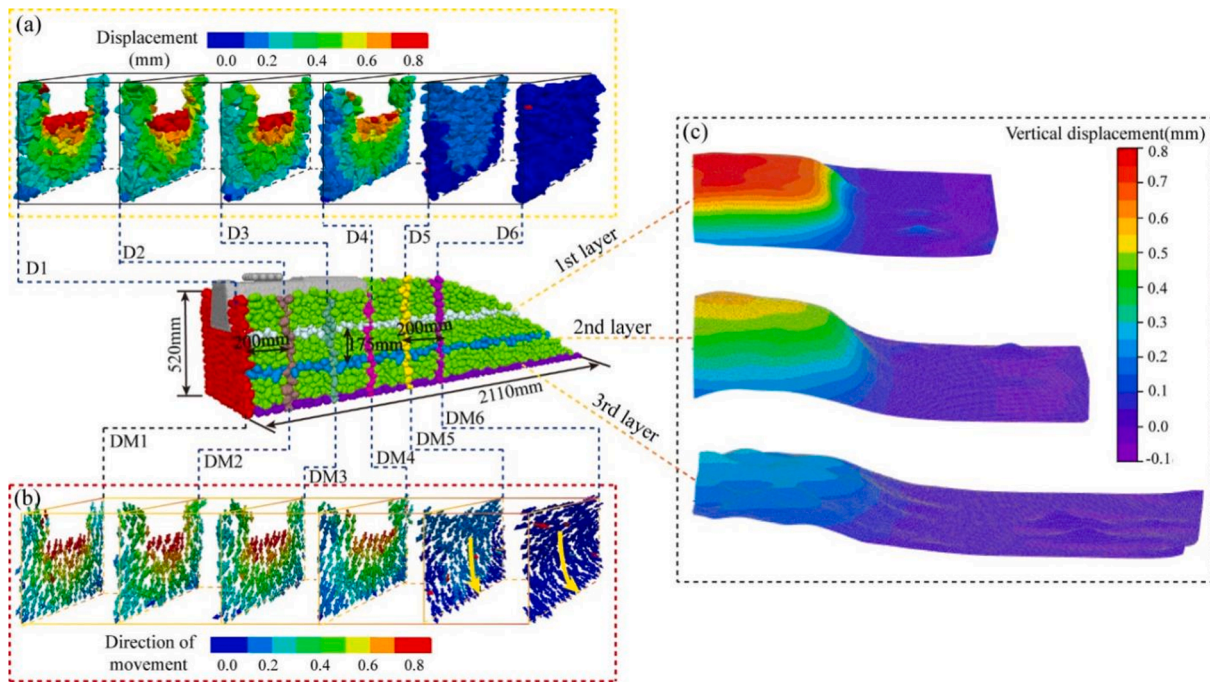 (a)
Displacement
(mm)
0.0 0.2 0.4 0.6 0.8
D1
D2
D3
D4
D5
D6
520mm
200mm
175mm
200mm
2110mm
1st layer
2nd layer
3rd layer
DM1
DM2
DM3
DM4
DM5
DM6
(b)
Direction of
movement
0.0 0.2 0.4 0.6 0.8
(c)
Vertical displacement(mm)
0.8
0.7
0.6
0.5
0.4
0.3
0.2
0.1
0.0
-0.1